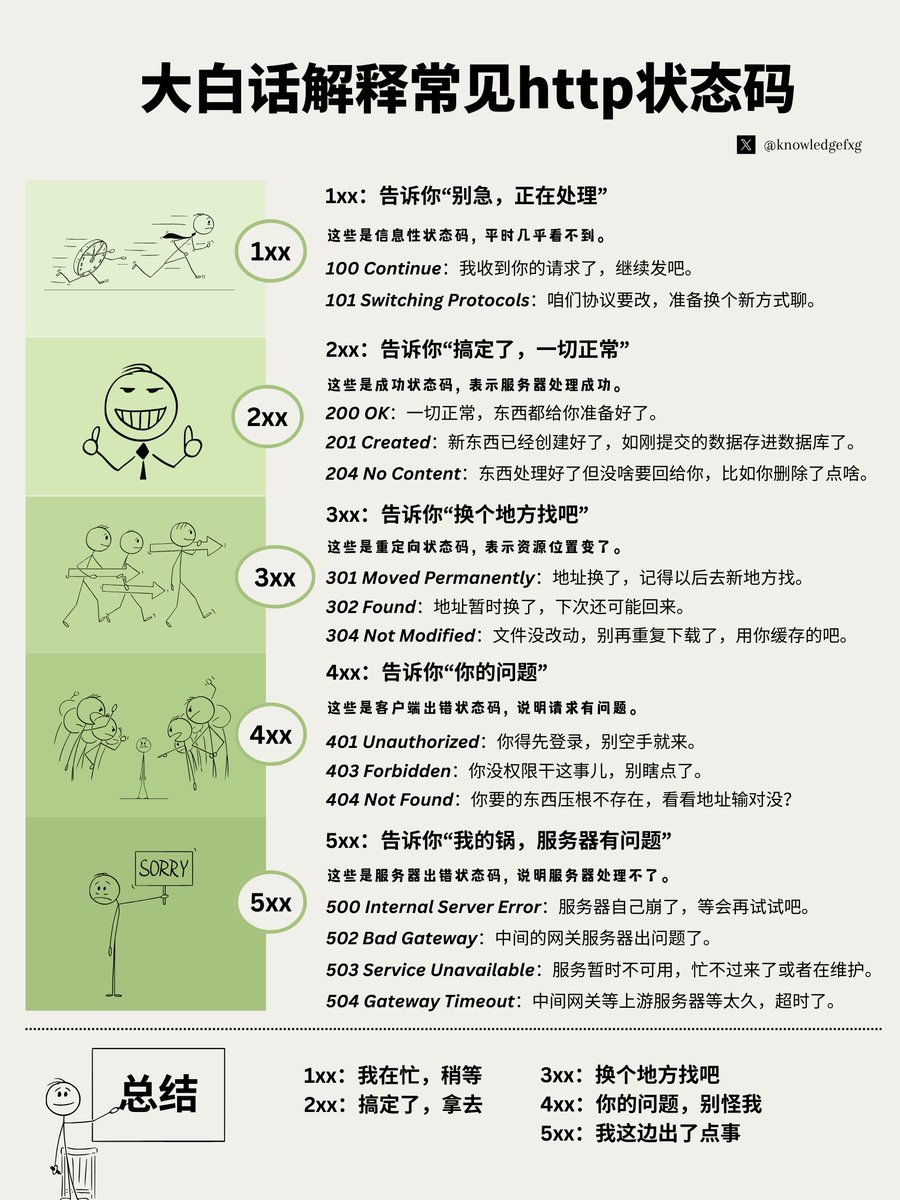 大白话解释常见http状态码
𝕏 @knowledgefxg
1xx：告诉你“别急，正在处理”
这些是信息性状态码，平时几乎看不到。
1xx
100 Continue：我收到你的请求了，继续发吧。
101 Switching Protocols：咱们协议要改，准备换个新方式聊。
2xx：告诉你“搞定了，一切正常”
这些是成功状态码，表示服务器处理成功。
2xx
200 OK：一切正常，东西都给你准备好了。
201 Created：新东西已经创建好了，如刚提交的数据存进数据库了。
204 No Content：东西处理好了但没啥要回给你，比如你删除了点啥。
3xx：告诉你“换个地方找吧”
这些是重定向状态码，表示资源位置变了。
3xx
301 Moved Permanently：地址换了，记得以后去新地方找。
302 Found：地址暂时换了，下次还可能回来。
304 Not Modified：文件没改动，别再重复下载了，用你缓存的吧。
4xx：告诉你“你的问题”
这些是客户端出错状态码，说明请求有问题。
4xx
401 Unauthorized：你得先登录，别空手就来。
403 Forbidden：你没权限干这事儿，别瞎点了。
404 Not Found：你要的东西压根不存在，看看地址输对没？
5xx：告诉你“我的锅，服务器有问题”
这些是服务器出错状态码，说明服务器处理不了。
SORRY
5xx
500 Internal Server Error：服务器自己崩了，等会再试试吧。
502 Bad Gateway：中间的网关服务器出问题了。
503 Service Unavailable：服务暂时不可用，忙不过来了或者在维护。
504 Gateway Timeout：中间网关等上游服务器等太久，超时了。
总结
1xx：我在忙，稍等
2xx：搞定了，拿去
3xx：换个地方找吧
4xx：你的问题，别怪我
5xx：我这边出了点事